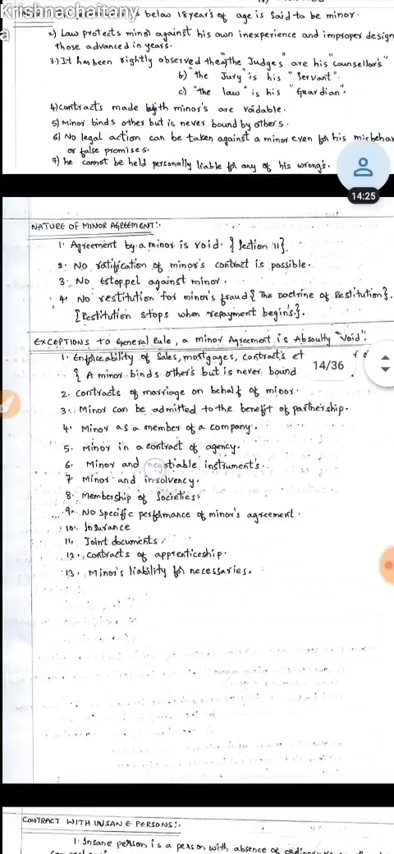 Krishnachaitany
a
below 18 year's of age is said to be minor.
2) Law protects minor against his own inexperience and improper design
those advanced in years.
3) It has been rightly observed the "the Judges" are his "counsellor's"
b) "the Jury" is his "Servant".
c) "the law" is his "Guardian".
4) contracts made with minor's are voidable.
5) Minor binds othes but is never bound by other's.
6) No legal action can be taken against a minor even for his misbehav
or false promises.
7) he cannot be held personally liable for any of his wrong's.
14:25
NATURE OF MINOR AGREEMENT:-
1. Agreement by a minor is void. {Section 11}.
2. No ratification of minor's contract is possible.
3. No estoppel against minor.
4. No restitution for minor's fraud {The Doctrine of Restitution}.
{Restitution stops when repayment begins}.
EXCEPTIONS to General Rule, a minor Agreement is Absoultly "void".
1. Enforceability of Sales, mortgages, contract's et
14/36
{A minor binds other's but is never bound
2. contracts of marriage on behalf of minor.
3. Minor can be admitted to the benefit of partnership.
4. Minor as a member of a company.
5. minor in a contract of agency.
6. Minor and negotiable instrument's.
7. Minor and insolvency.
8. Membership of Societies
9. NO Specific performance of minor's agreement.
10. Insurance
11. Joint documents.
12. contracts of apprenticeship.
13. Minor's liability for necessaries.
CONTRACT WITH INSANE PERSONS:-
1. Insane person is a person with absence of